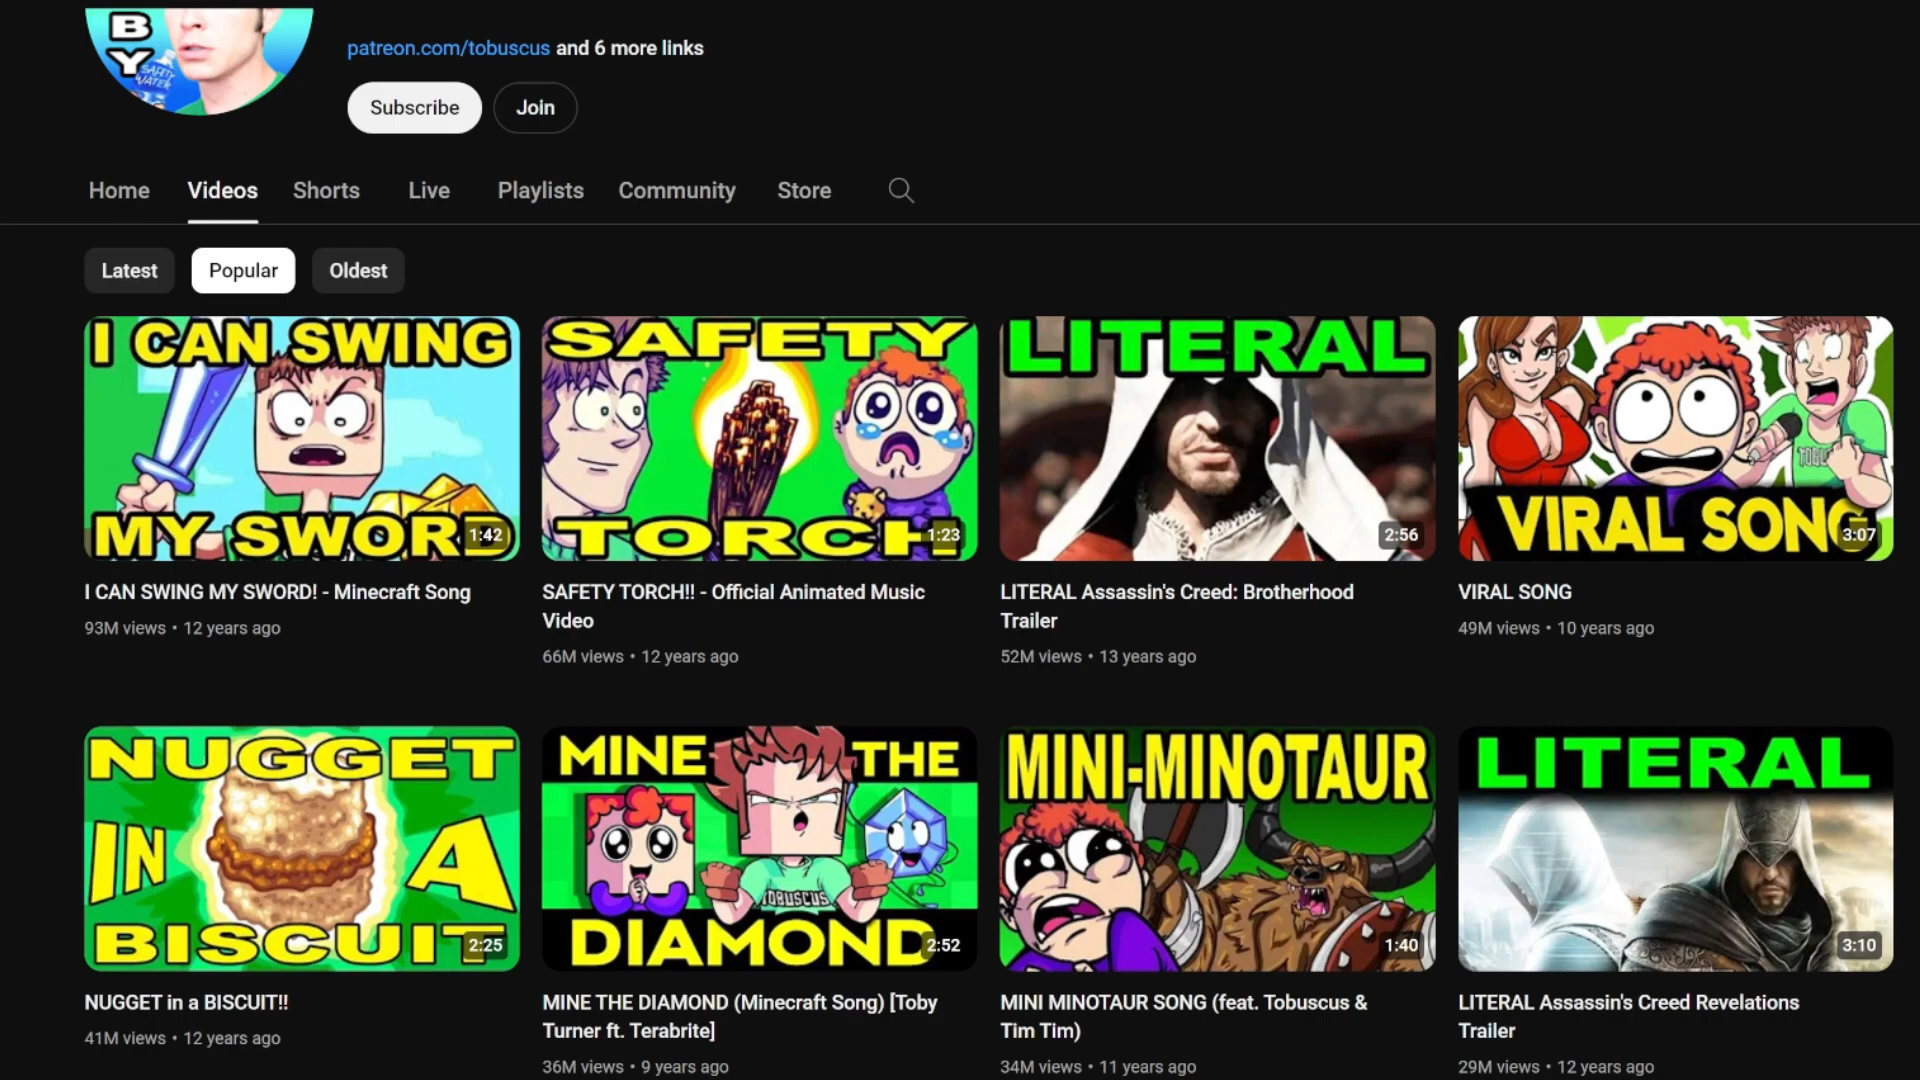 B
Y
SAFETY
WATER
patreon.com/tobuscus and 6 more links
Subscribe
Join
Home
Videos
Shorts
Live
Playlists
Community
Store
Latest
Popular
Oldest
I CAN SWING
MY SWOR
1:42
SAFETY
TORCH
1:23
LITERAL
2:56
TOBU
VIRAL SONG
3:07
I CAN SWING MY SWORD! - Minecraft Song
93M views • 12 years ago
SAFETY TORCH!! - Official Animated Music
Video
66M views • 12 years ago
LITERAL Assassin's Creed: Brotherhood
Trailer
52M views • 13 years ago
VIRAL SONG
49M views • 10 years ago
NUGGET
IN A
BISCUIT
2:25
MINE THE
TOBUSCUS
DIAMOND
2:52
MINI-MINOTAUR
1:40
LITERAL
3:10
NUGGET in a BISCUIT!!
41M views • 12 years ago
MINE THE DIAMOND (Minecraft Song) [Toby
Turner ft. Terabrite]
36M views • 9 years ago
MINI MINOTAUR SONG (feat. Tobuscus &
Tim Tim)
34M views • 11 years ago
LITERAL Assassin's Creed Revelations
Trailer
29M views • 12 years ago